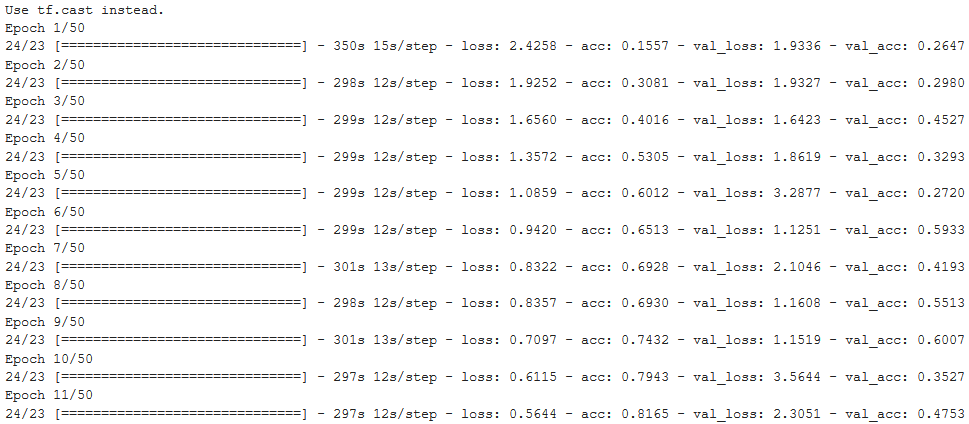 Use tf.cast instead.
Epoch 1/50
24/23 [==============================] - 350s 15s/step - loss: 2.4258 - acc: 0.1557 - val_loss: 1.9336 - val_acc: 0.2647
Epoch 2/50
24/23 [==============================] - 298s 12s/step - loss: 1.9252 - acc: 0.3081 - val_loss: 1.9327 - val_acc: 0.2980
Epoch 3/50
24/23 [==============================] - 299s 12s/step - loss: 1.6560 - acc: 0.4016 - val_loss: 1.6423 - val_acc: 0.4527
Epoch 4/50
24/23 [==============================] - 299s 12s/step - loss: 1.3572 - acc: 0.5305 - val_loss: 1.8619 - val_acc: 0.3293
Epoch 5/50
24/23 [==============================] - 299s 12s/step - loss: 1.0859 - acc: 0.6012 - val_loss: 3.2877 - val_acc: 0.2720
Epoch 6/50
24/23 [==============================] - 299s 12s/step - loss: 0.9420 - acc: 0.6513 - val_loss: 1.1251 - val_acc: 0.5933
Epoch 7/50
24/23 [==============================] - 301s 13s/step - loss: 0.8322 - acc: 0.6928 - val_loss: 2.1046 - val_acc: 0.4193
Epoch 8/50
24/23 [==============================] - 298s 12s/step - loss: 0.8357 - acc: 0.6930 - val_loss: 1.1608 - val_acc: 0.5513
Epoch 9/50
24/23 [==============================] - 301s 13s/step - loss: 0.7097 - acc: 0.7432 - val_loss: 1.1519 - val_acc: 0.6007
Epoch 10/50
24/23 [==============================] - 297s 12s/step - loss: 0.6115 - acc: 0.7943 - val_loss: 3.5644 - val_acc: 0.3527
Epoch 11/50
24/23 [==============================] - 297s 12s/step - loss: 0.5644 - acc: 0.8165 - val_loss: 2.3051 - val_acc: 0.4753